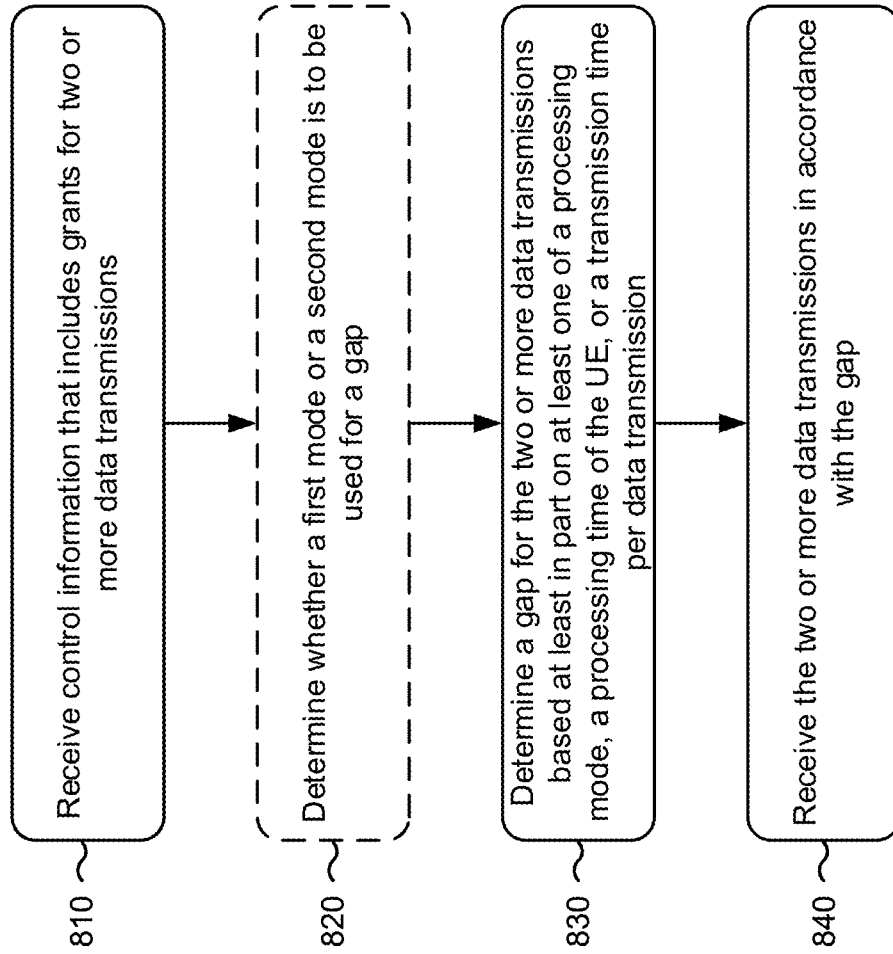 810
Receive control information that includes grants for two or
more data transmissions
820
Determine whether a first mode or a second mode is to be
used for a gap
830
Determine a gap for the two or more data transmissions
based at least in part on at least one of a processing
mode, a processing time of the UE, or a transmission time
per data transmission
840
Receive the two or more data transmissions in accordance
with the gap